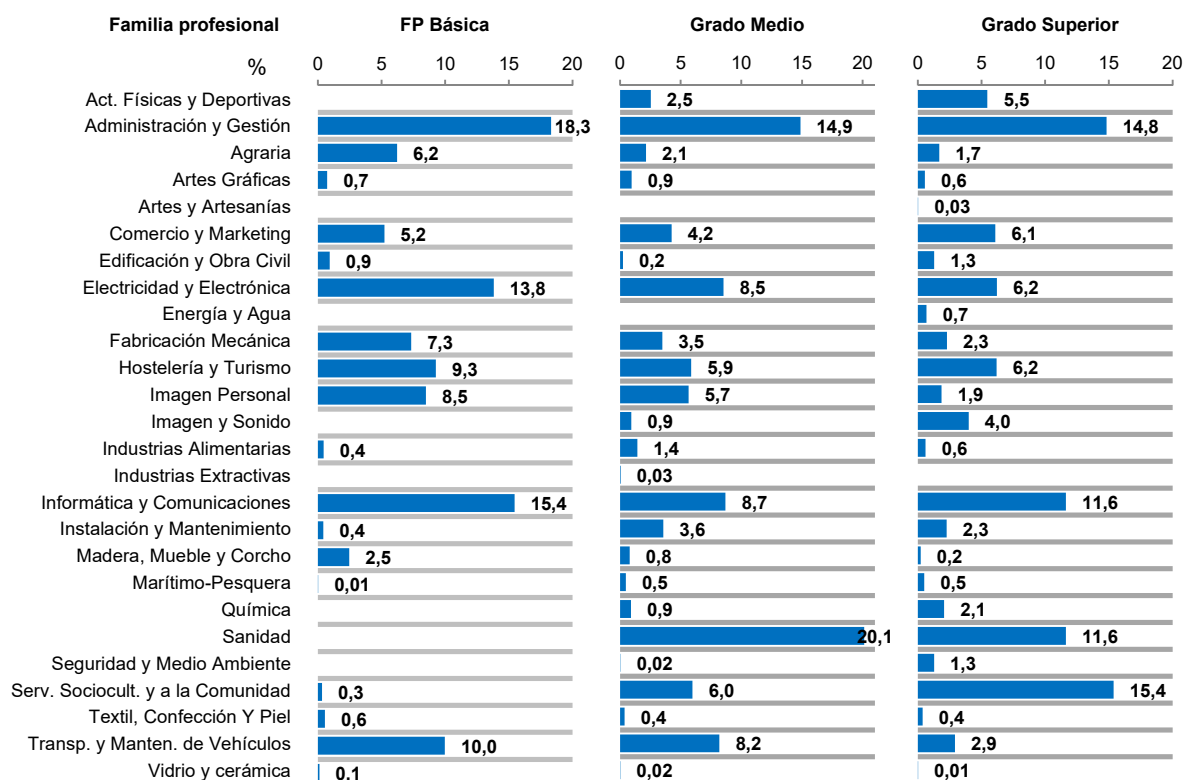 Familia profesional FP Básica Grado Medio Grado Superior
% 0 5 10 15 20 0 5 10 15 20 0 5 10 15 20
Act. Físicas y Deportivas 2,5 5,5
Administración y Gestión 18,3 14,9 14,8
Agraria 6,2 2,1 1,7
Artes Gráficas 0,7 0,9 0,6
Artes y Artesanías 0,03
Comercio y Marketing 5,2 4,2 6,1
Edificación y Obra Civil 0,9 0,2 1,3
Electricidad y Electrónica 13,8 8,5 6,2
Energía y Agua 0,7
Fabricación Mecánica 7,3 3,5 2,3
Hostelería y Turismo 9,3 5,9 6,2
Imagen Personal 8,5 5,7 1,9
Imagen y Sonido 0,9 4,0
Industrias Alimentarias 0,4 1,4 0,6
Industrias Extractivas 0,03
Informática y Comunicaciones 15,4 8,7 11,6
Instalación y Mantenimiento 0,4 3,6 2,3
Madera, Mueble y Corcho 2,5 0,8 0,2
Marítimo-Pesquera 0,01 0,5 0,5
Química 0,9 2,1
Sanidad 20,1 11,6
Seguridad y Medio Ambiente 0,02 1,3
Serv. Sociocult. y a la Comunidad 0,3 6,0 15,4
Textil, Confección Y Piel 0,6 0,4 0,4
Transp. y Manten. de Vehículos 10,0 8,2 2,9
Vidrio y cerámica 0,1 0,02 0,01